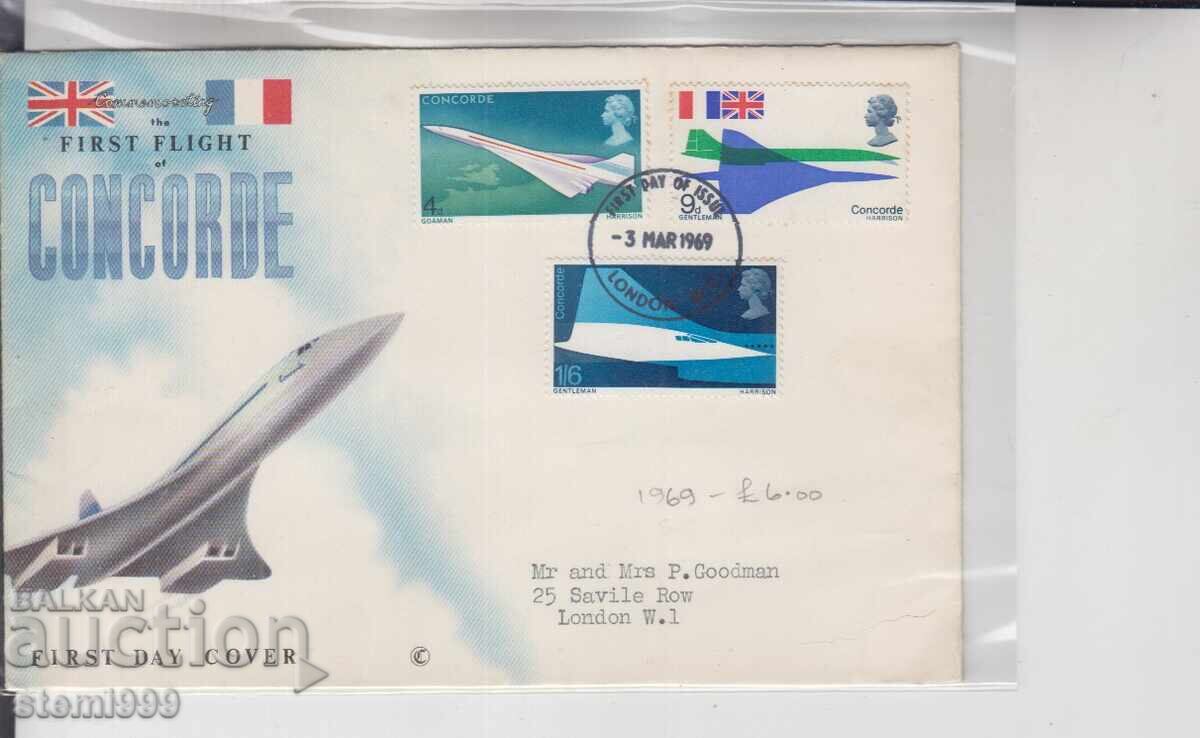 Commemorating
the
FIRST FLIGHT
of
CONCORDE
CONCORDE
4d
GOAMAN HARRISON
9d
GENTLEMAN
Concorde
HARRISON
FIRST DAY OF ISSUE
-3 MAR 1969
LONDON
Concorde
1/6
GENTLEMAN HARRISON
1969 - £6.00
Mr and Mrs P.Goodman
25 Savile Row
London W.1
BALKAN
auction
FIRST DAY COVER
stemi999